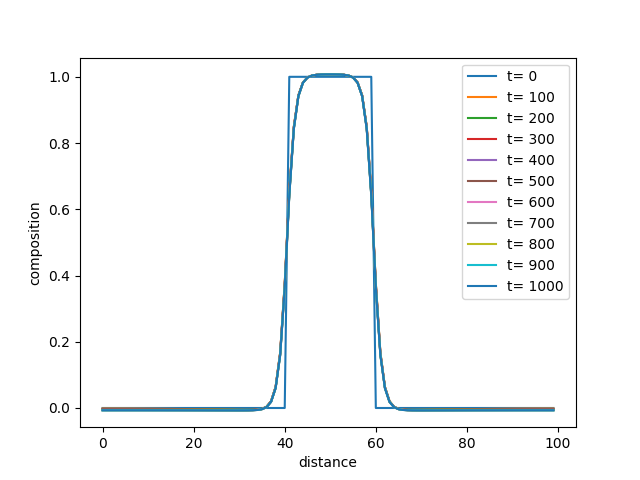 1.0
0.8
0.6
0.4
0.2
0.0
composition
0
20
40
60
80
100
distance
t= 0
t= 100
t= 200
t= 300
t= 400
t= 500
t= 600
t= 700
t= 800
t= 900
t= 1000